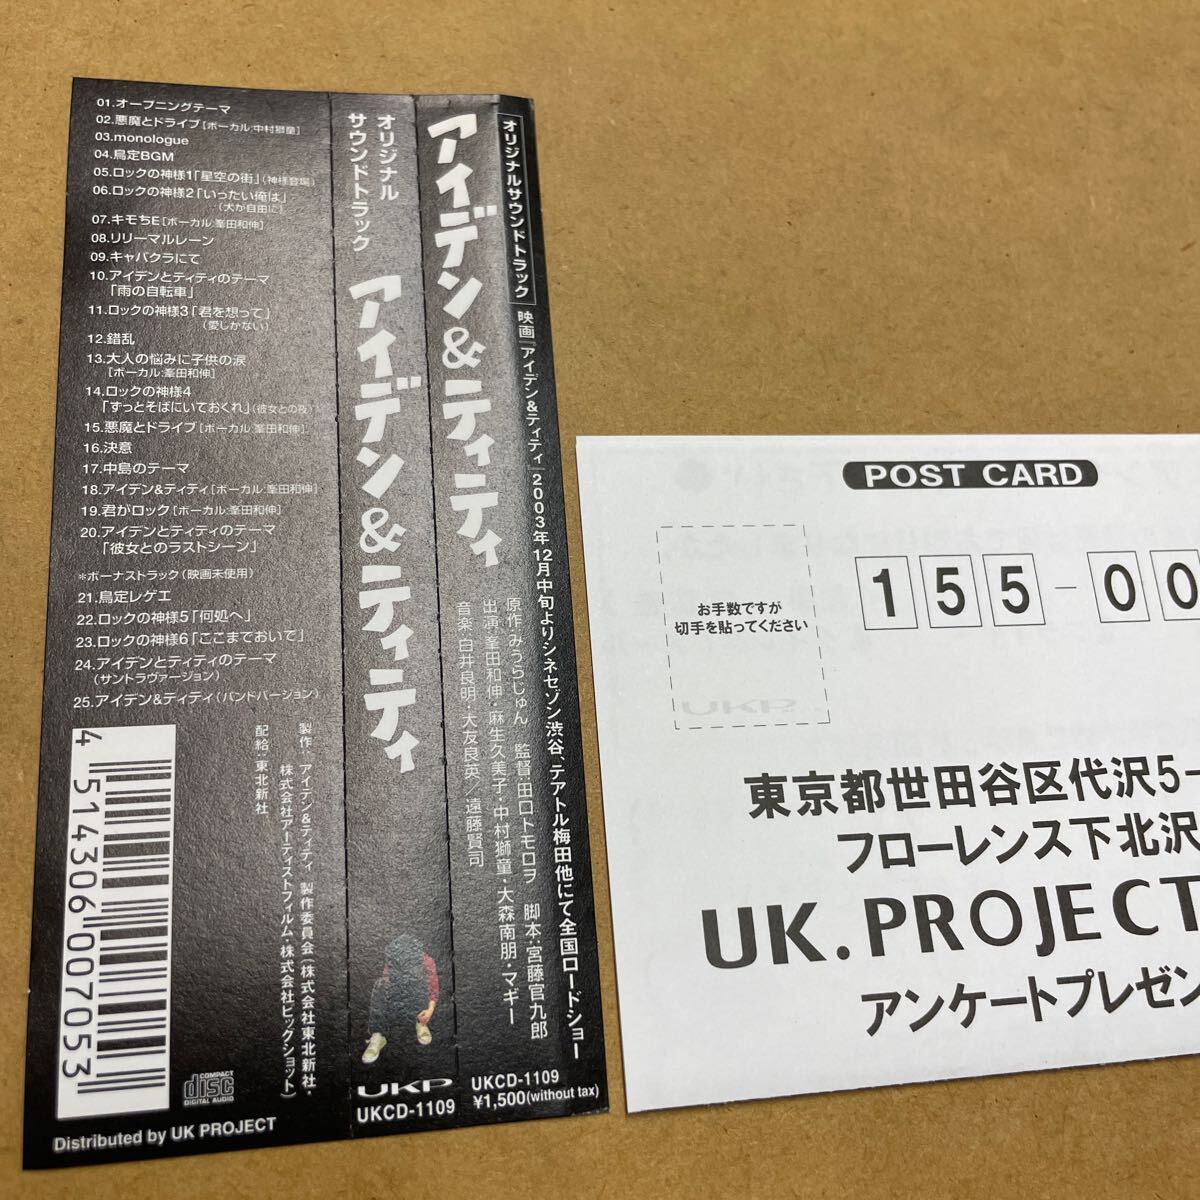 01.オープニングテーマ
02.悪魔とドライブ[ボーカル:中村獅童]
03.monologue
04.鳥定BGM
05.ロックの神様1「星空の街」(神様登場)
06.ロックの神様2「いったい俺は」
(犬か自由に)
07.キモちE[ボーカル:峯田和伸]
08.リリーマルレーン
09.キャバクラにて
10.アイデンとティティのテーマ
「雨の自転車」
11.ロックの神様3「君を想って」
(愛しかない)
12.錯乱
13.大人の悩みに子供の涙
[ボーカル:峯田和伸]
14.ロックの神様4
「ずっとそばにいておくれ」(彼女との夜)
15.悪魔とドライブ[ボーカル:峯田和伸]
16.決意
17.中島のテーマ
18.アイデン&ティティ[ボーカル:峯田和伸]
19.君がロック[ボーカル:峯田和伸]
20.アイデンとティティのテーマ
「彼女とのラストシーン」
*ボーナストラック(映画未使用)
21.鳥定レゲエ
22.ロックの神様5「何処へ」
23.ロックの神様6「ここまでおいで」
24.アイデンとティティのテーマ
(サントラヴァージョン)
25.アイデン&ティティ(バンドバージョン)
製作:アイデン&ティティ 製作委員会(株式会社東北新社・
株式会社アーティストフィルム・株式会社ビッグショット)
配給:東北新社
4 514306 007053
COMPACT
disc
DIGITAL AUDIO
Distributed by UK PROJECT
オリジナル
サウンドトラック
アイデン&ティティ
UKP
UKCD-1109
オリジナルサウンドトラック
映画『アイデン&ティティ』2003年12月中旬よりシネセゾン渋谷、テアトル梅田他にて全国ロードショー
アイデン&ティティ
原作:みうらじゅん 監督:田口トモロヲ 脚本:宮藤官九郎
出演:峯田和伸・麻生久美子・中村獅童・大森南朋・マギー
音楽:白井良明・大友良英/遠藤賢司
UKCD-1109
¥1,500(without tax)
POST CARD
お手数ですが
切手を貼ってください
UKP
155-00
東京都世田谷区代沢5-
フローレンス下北沢
UK.PROJECT
アンケートプレゼン